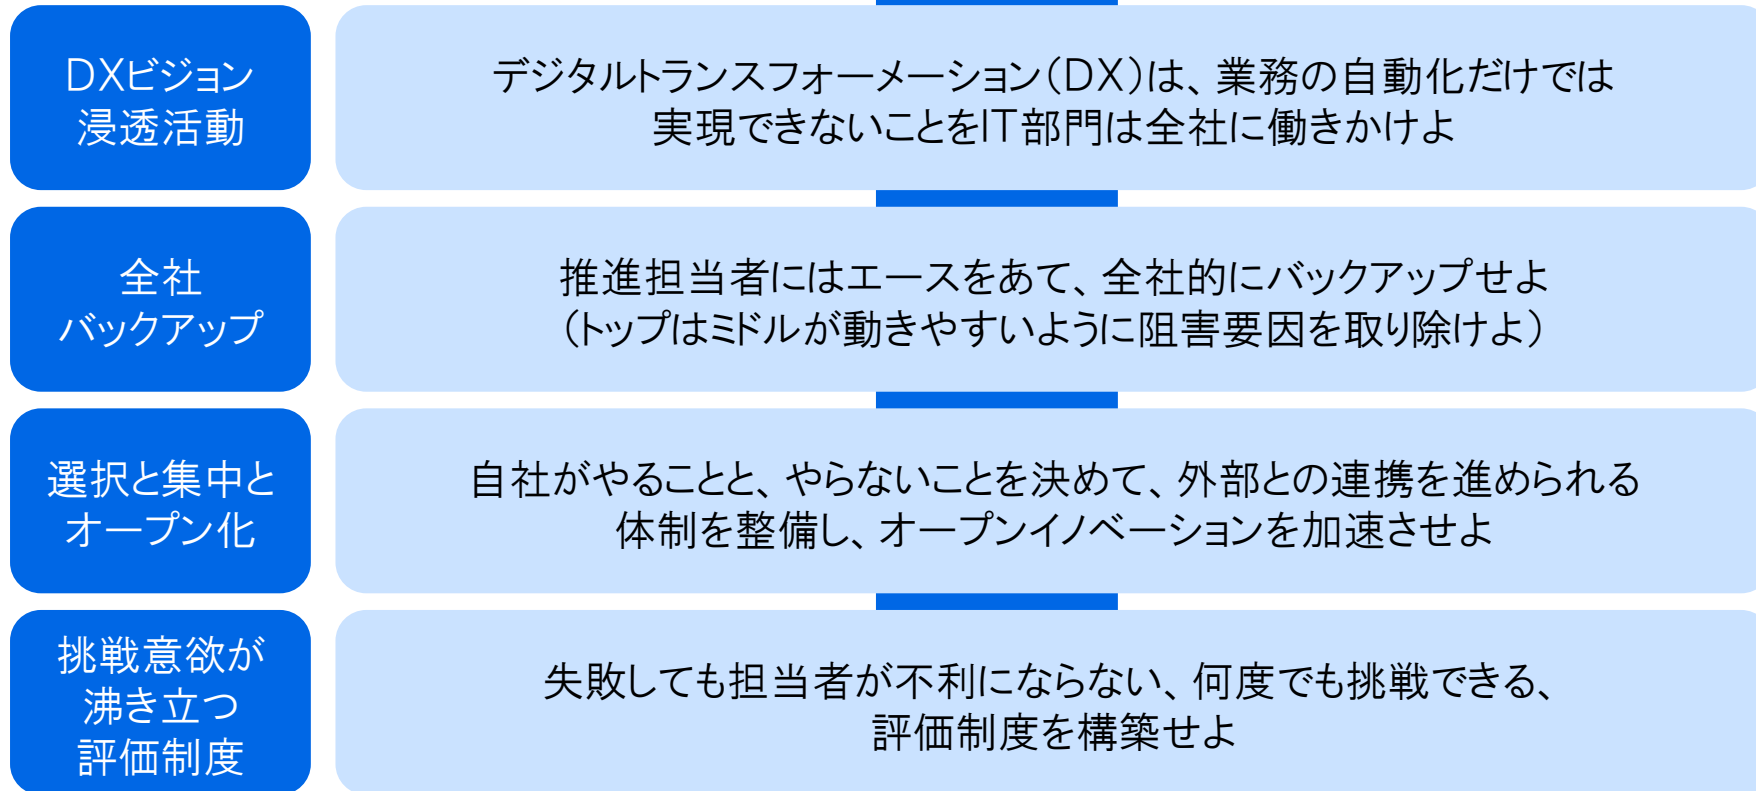 DXビジョン
浸透活動
デジタルトランスフォーメーション(DX)は、業務の自動化だけでは
実現できないことをIT部門は全社に働きかけよ
全社
バックアップ
推進担当者にはエースをあて、全社的にバックアップせよ
(トップはミドルが動きやすいように阻害要因を取り除けよ)
選択と集中と
オープン化
自社がやることと、やらないことを決めて、外部との連携を進められる
体制を整備し、オープンイノベーションを加速させよ
挑戦意欲が
沸き立つ
評価制度
失敗しても担当者が不利にならない、何度でも挑戦できる、
評価制度を構築せよ